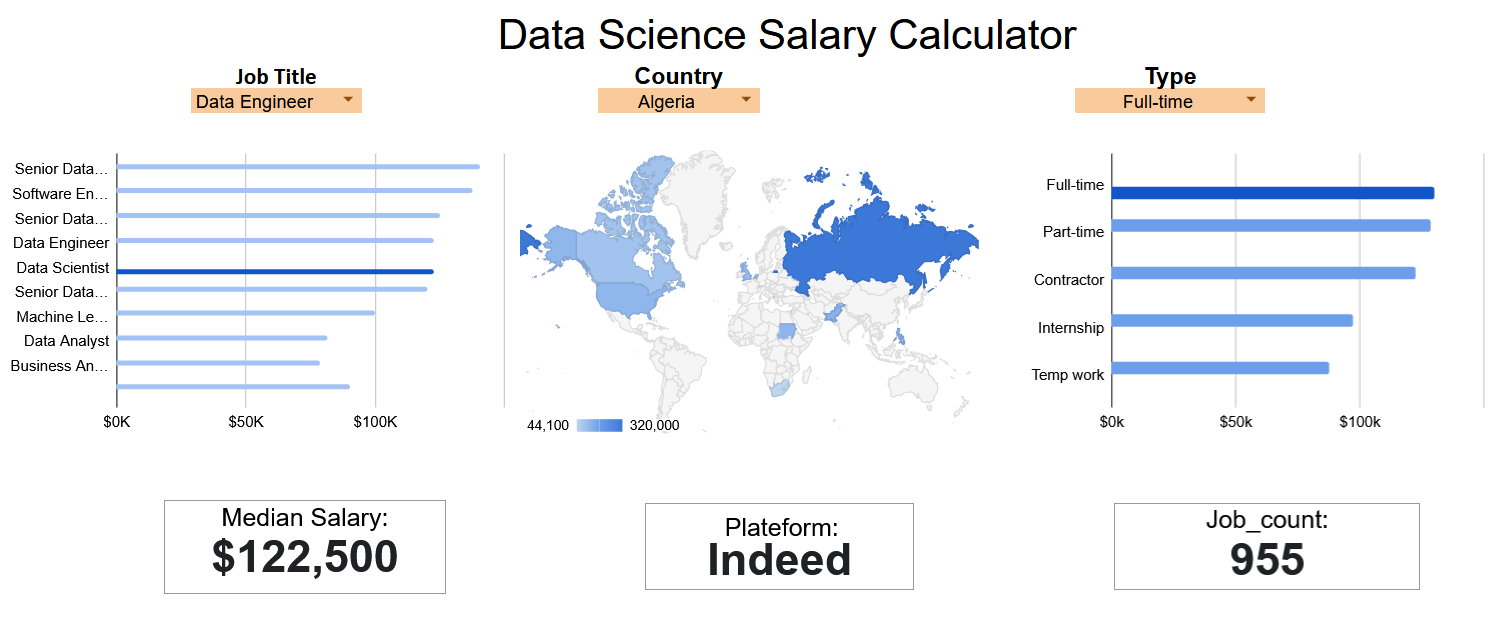 Data Science Salary Calculator
Job Title
Data Engineer
Country
Algeria
Type
Full-time
Senior Data...
Software En...
Senior Data...
Data Engineer
Data Scientist
Senior Data...
Machine Le...
Data Analyst
Business An...
$0K
$50K
$100K
44,100
320,000
Full-time
Part-time
Contractor
Internship
Temp work
$0k
$50k
$100k
Median Salary:
$122,500
Plateform:
Indeed
Job_count:
955